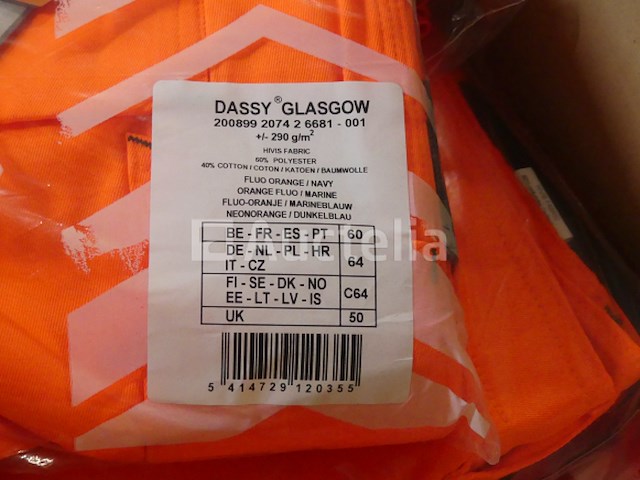 DASSY® GLASGOW
200899 2074 2 6681 - 001
+/- 290 g/m²
HIVIS FABRIC
60% POLYESTER
40% COTTON / COTON / KATOEN / BAUMWOLLE
FLUO ORANGE / NAVY
ORANGE FLUO / MARINE
FLUO-ORANJE / MARINEBLAUW
NEONORANGE / DUNKELBLAU
BE - FR - ES - PT 60
DE - NL - PL - HR
IT - CZ 64
FI - SE - DK - NO
EE - LT - LV - IS C64
UK 50
5 414729 120355
Auctelia